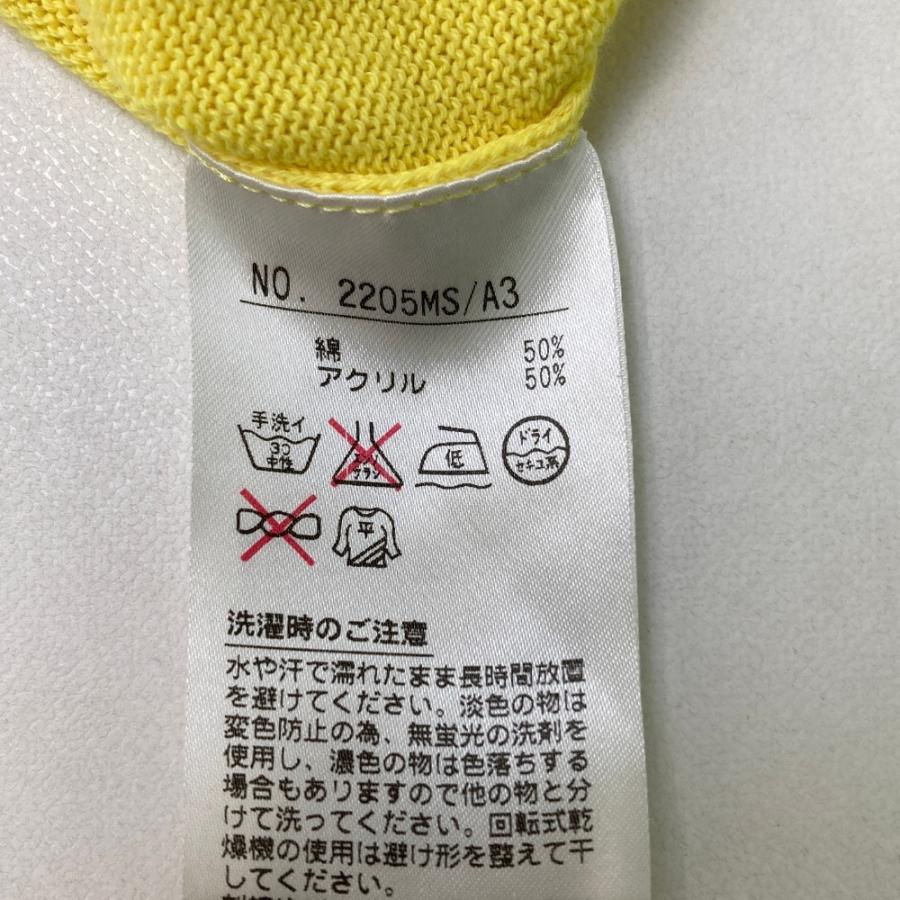 NO. 2205MS/A3
綿 50%
アクリル 50%
手洗イ
30
中性
エンソ
サラシ
低
ドライ
セキユ系
平
洗濯時のご注意
水や汗で濡れたまま長時間放置
を避けてください。淡色の物は
変色防止の為、無蛍光の洗剤を
使用し、濃色の物は色落ちする
場合もありますので他の物と分
けて洗ってください。回転式乾
燥機の使用は避け形を整えて干
してください。